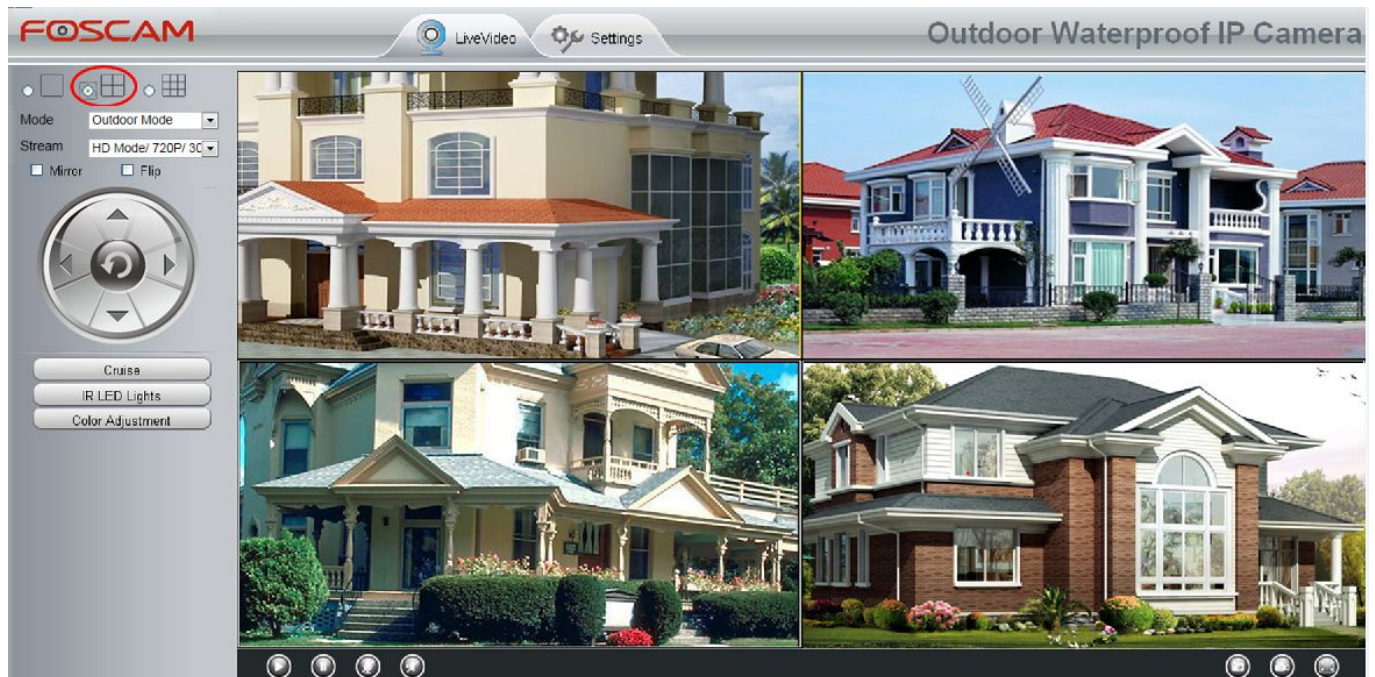 FOSCAM
LiveVideo
Settings
Outdoor Waterproof IP Camera
Mode
Outdoor Mode
Stream
HD Mode/ 720P/ 30
Mirror
Flip
Cruise
IR LED Lights
Color Adjustment